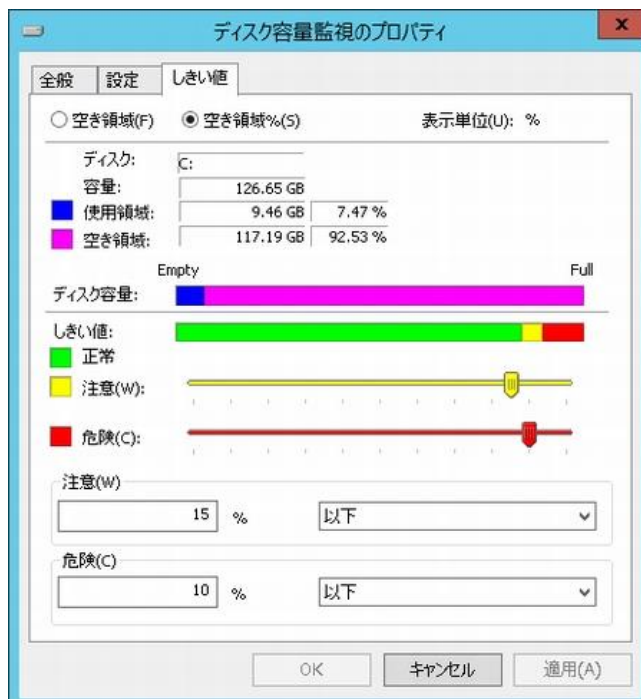 ディスク容量監視のプロパティ x
全般 設定 しきい値
空き領域(F) 空き領域%(S) 表示単位(U): %
ディスク: C:
容量: 126.65 GB
使用領域: 9.46 GB 7.47 %
空き領域: 117.19 GB 92.53 %
Empty Full
ディスク容量:
しきい値:
正常
注意(W):
危険(C):
注意(W)
15 % 以下
危険(C)
10 % 以下
OK キャンセル 適用(A)